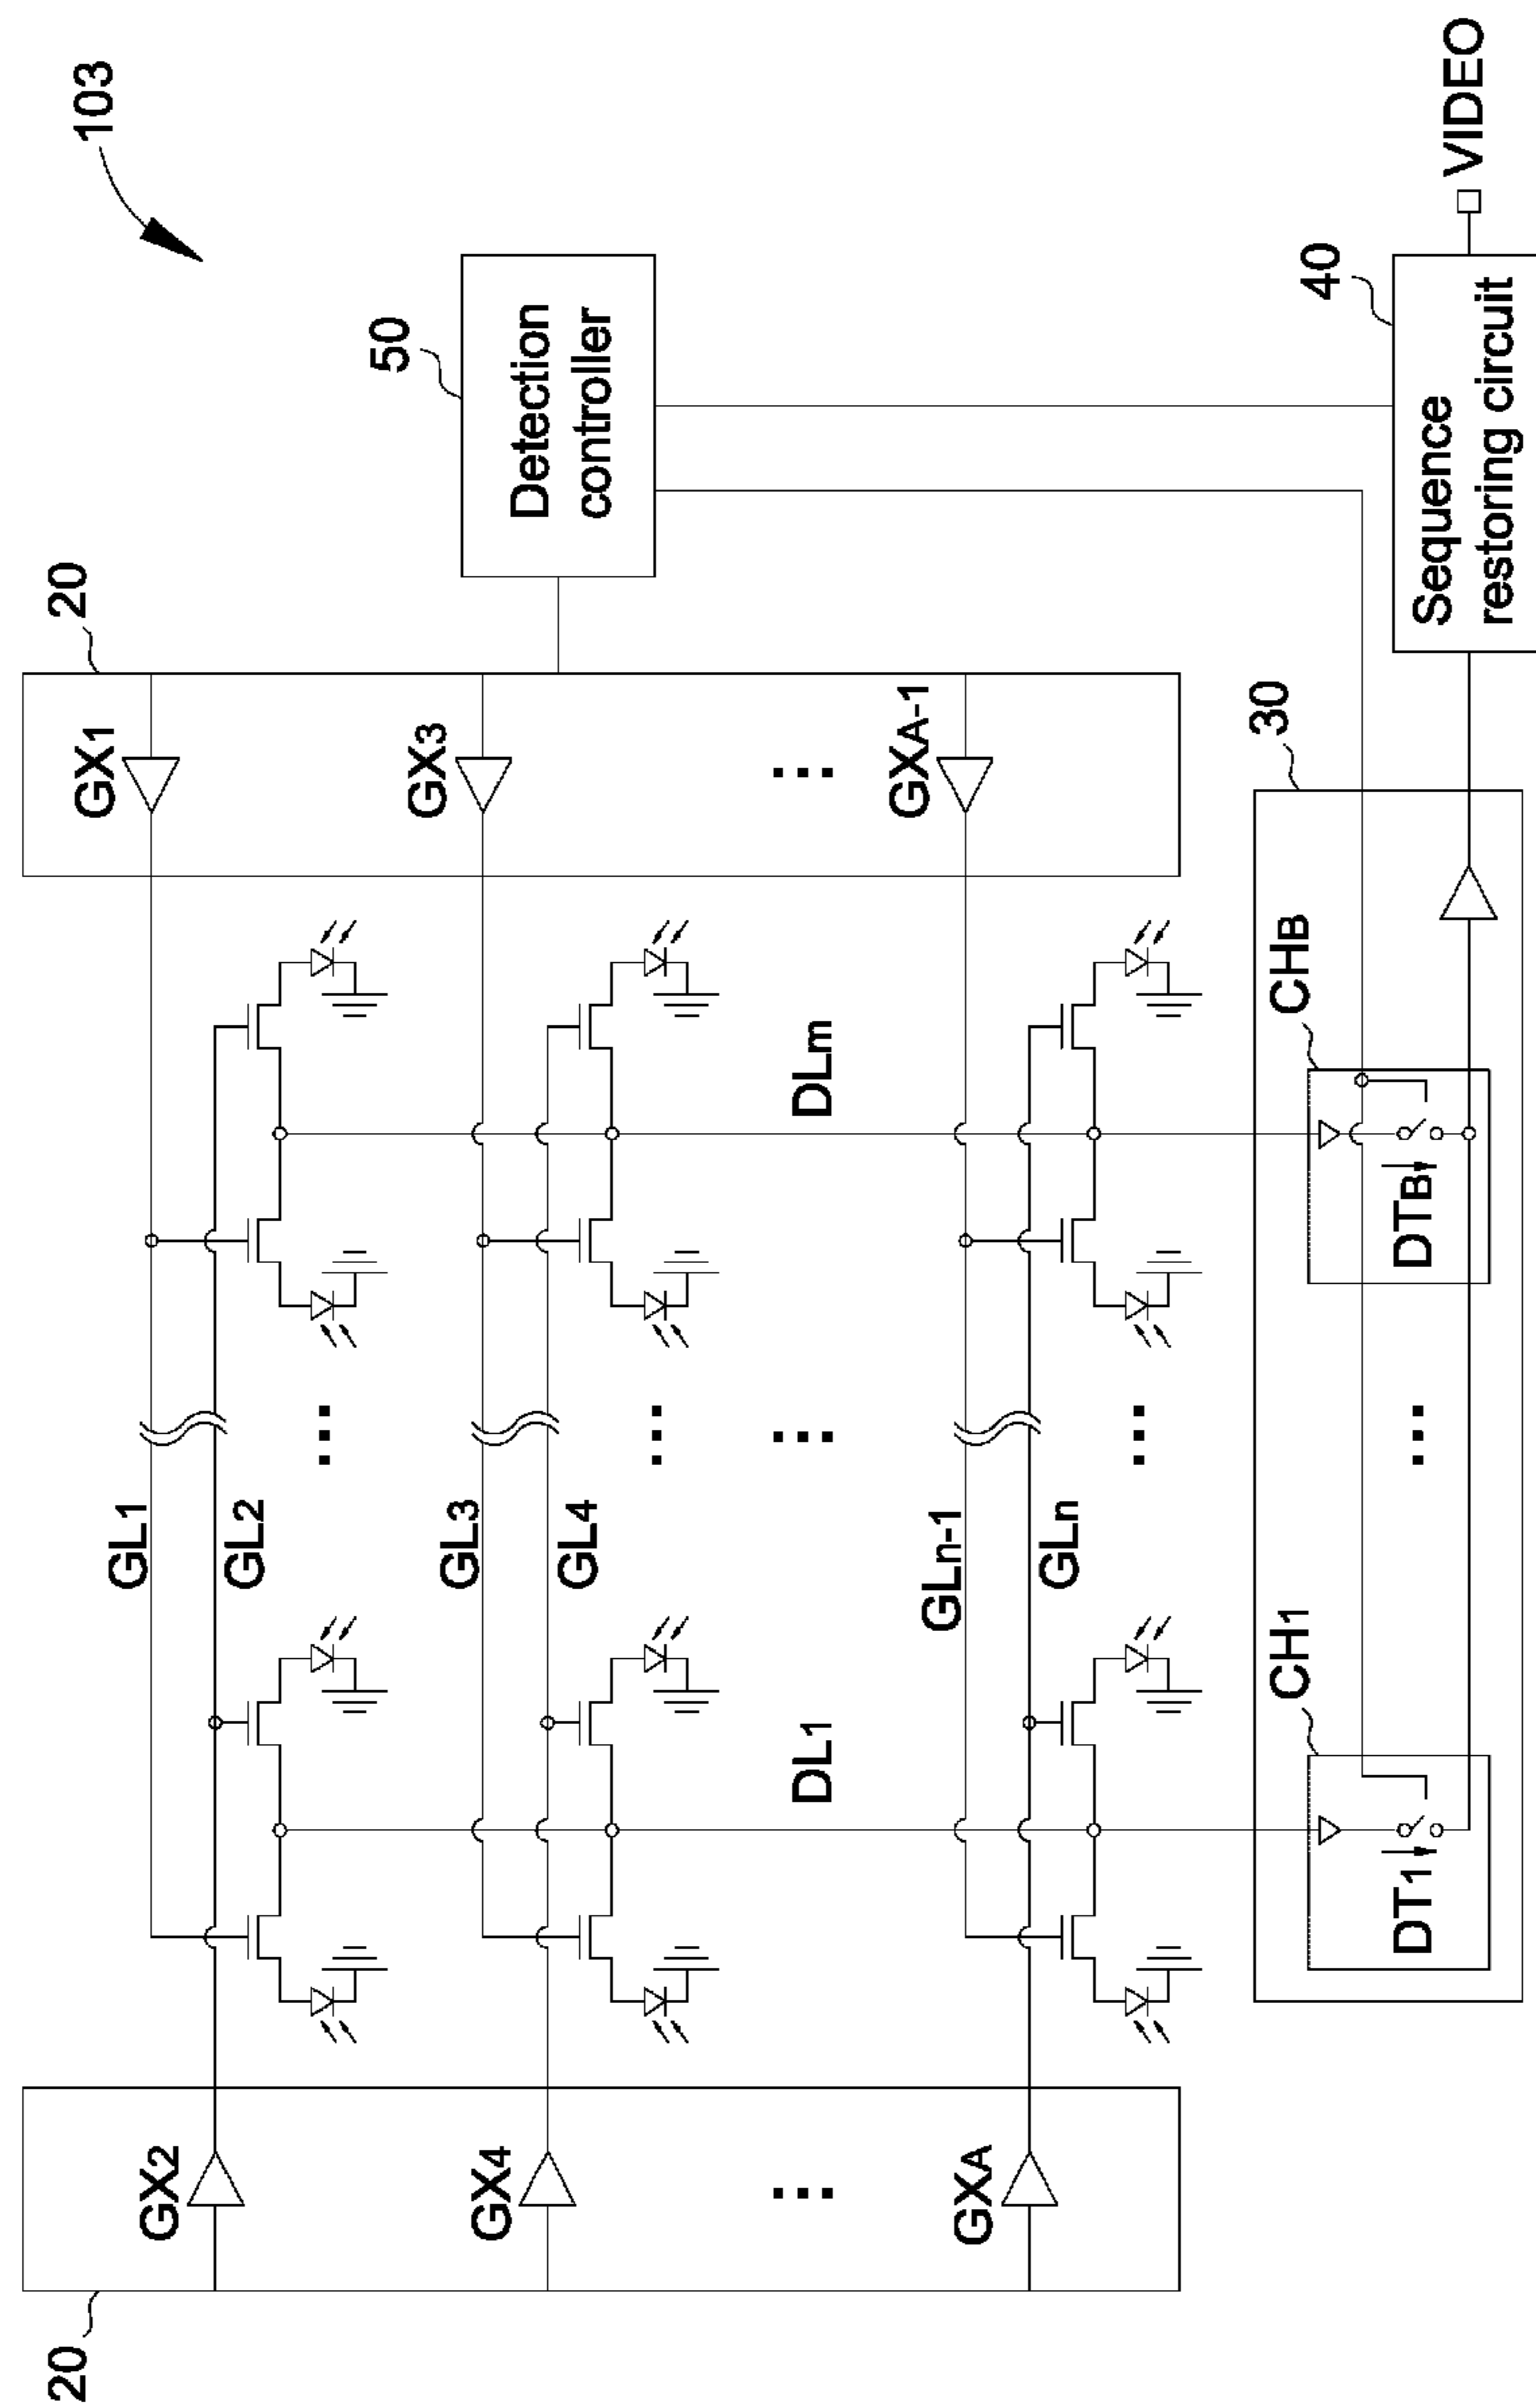 103
20
20
GX2
GL1
GL2
GX1
50
Detection
controller
GX4
GL3
GL4
GX3
...
DL1
...
DLm
...
GXA
GLn-1
GLn
GXA-1
...
...
...
CH1
CHB
30
40
DT1
...
DTB
Sequence
restoring circuit
VIDEO